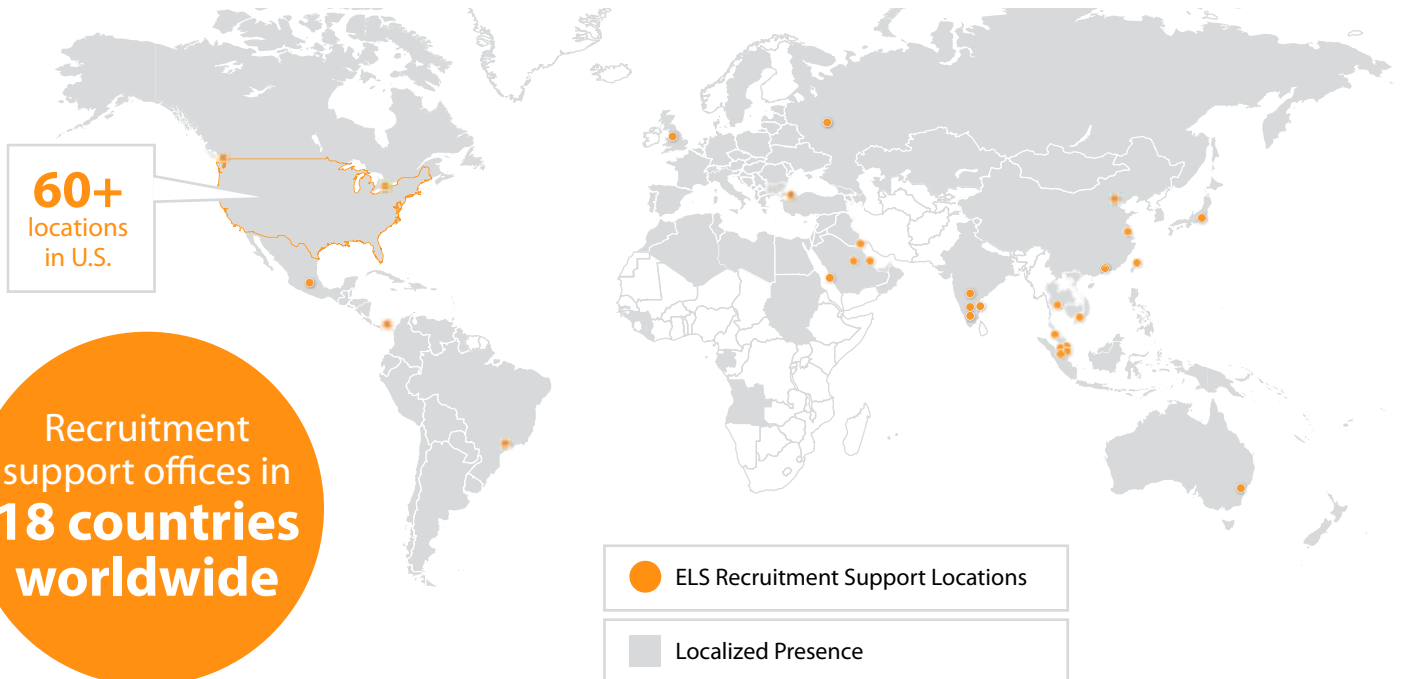 60+
locations
in U.S.
Recruitment
support offices in
18 countries
worldwide
ELS Recruitment Support Locations
Localized Presence